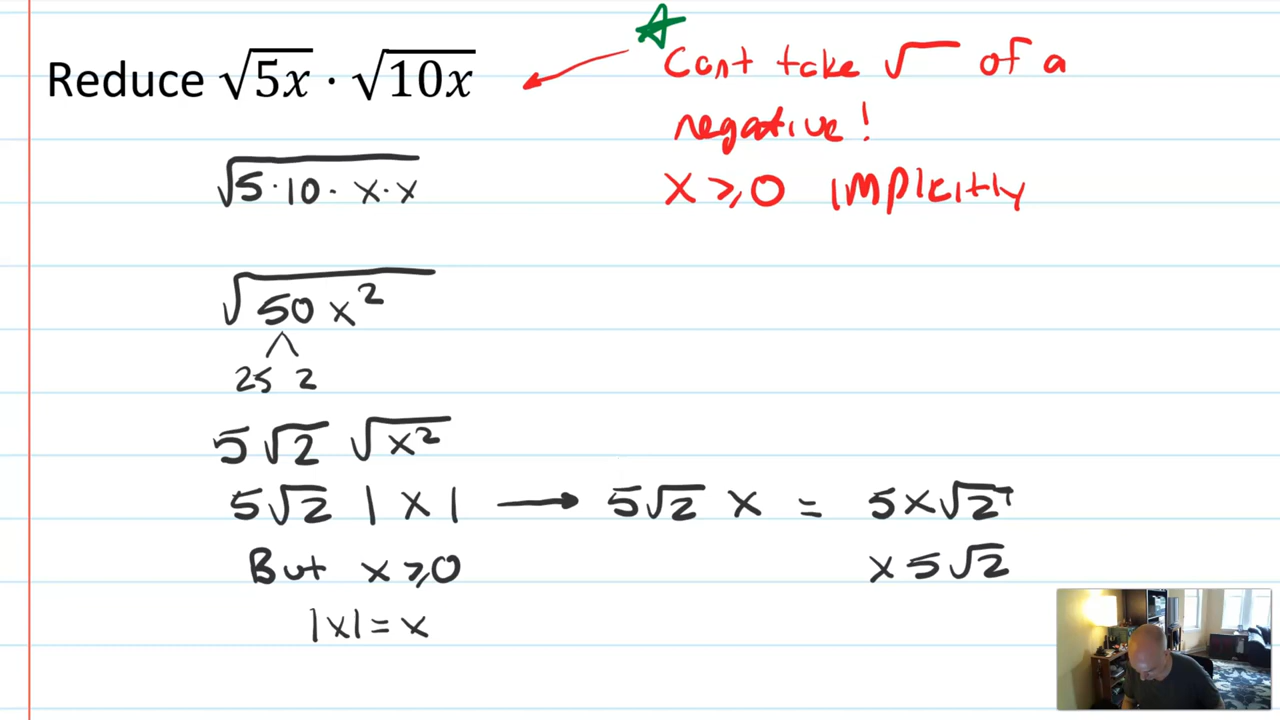 Reduce √5x · √10x
Cant take √ of a
negative!
x ≥ 0 implicitly
√5·10·x·x
√50x²
25 2
5√2 √x²
5√2 |x| → 5√2 x = 5x√2
But x ≥ 0
x5√2
|x| = x